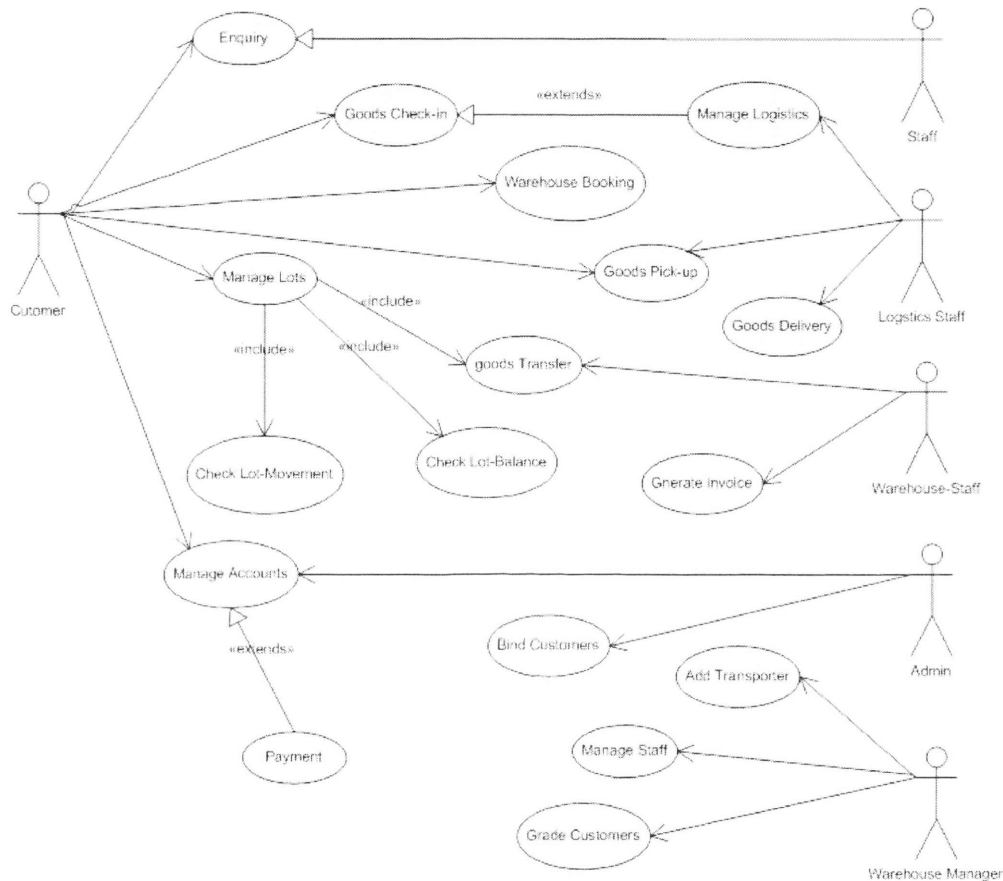 Enquiry
Staff
«extends»
Goods Check-in
Manage Logistics
Warehouse Booking
Cutomer
Manage Lots
Goods Pick-up
Logstics Staff
«include»
Goods Delivery
«include»
«include»
goods Transfer
Check Lot-Movement
Check Lot-Balance
Gnerate Invoice
Warehouse-Staff
Manage Accounts
Bind Customers
Admin
«extends»
Add Transporter
Payment
Manage Staff
Grade Customers
Warehouse Manager